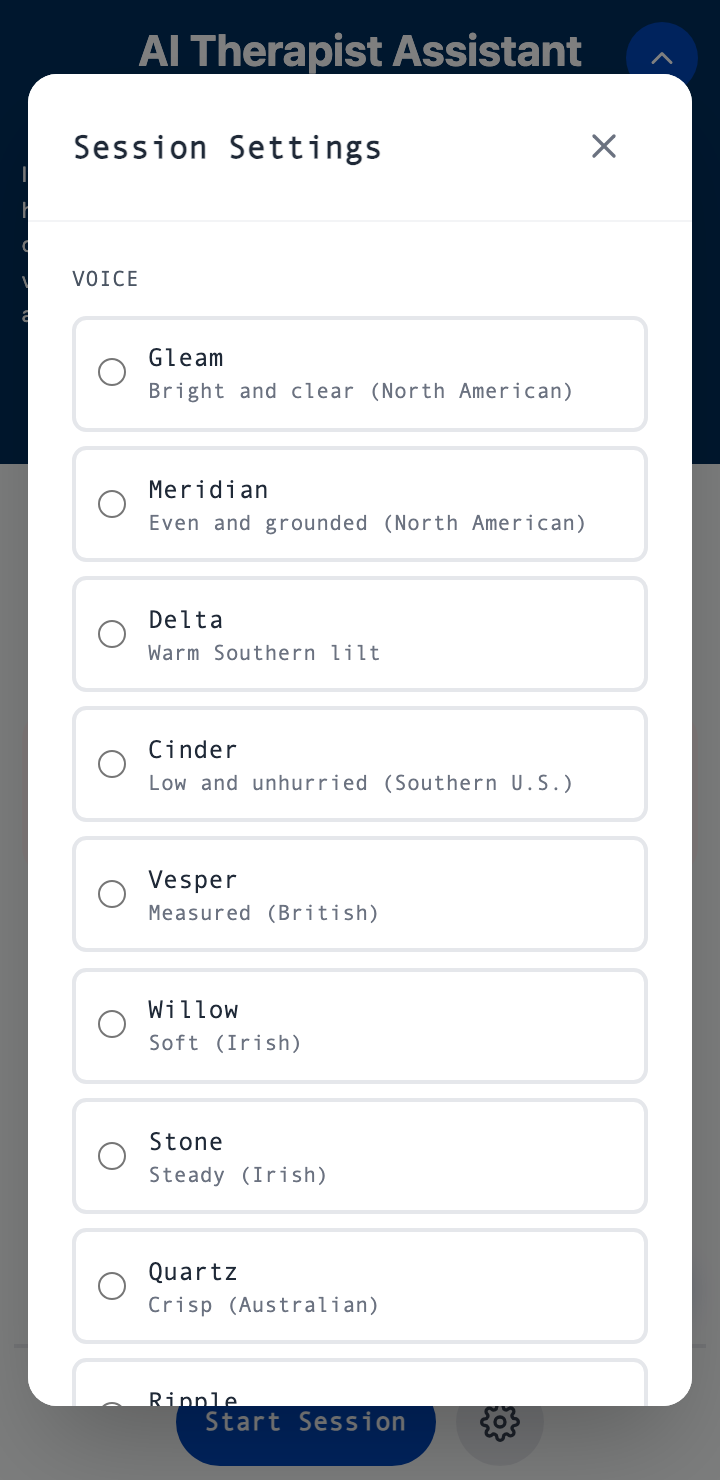 AI Therapist Assistant
Session Settings
VOICE
Gleam
Bright and clear (North American)
Meridian
Even and grounded (North American)
Delta
Warm Southern lilt
Cinder
Low and unhurried (Southern U.S.)
Vesper
Measured (British)
Willow
Soft (Irish)
Stone
Steady (Irish)
Quartz
Crisp (Australian)
Ripple
Start Session